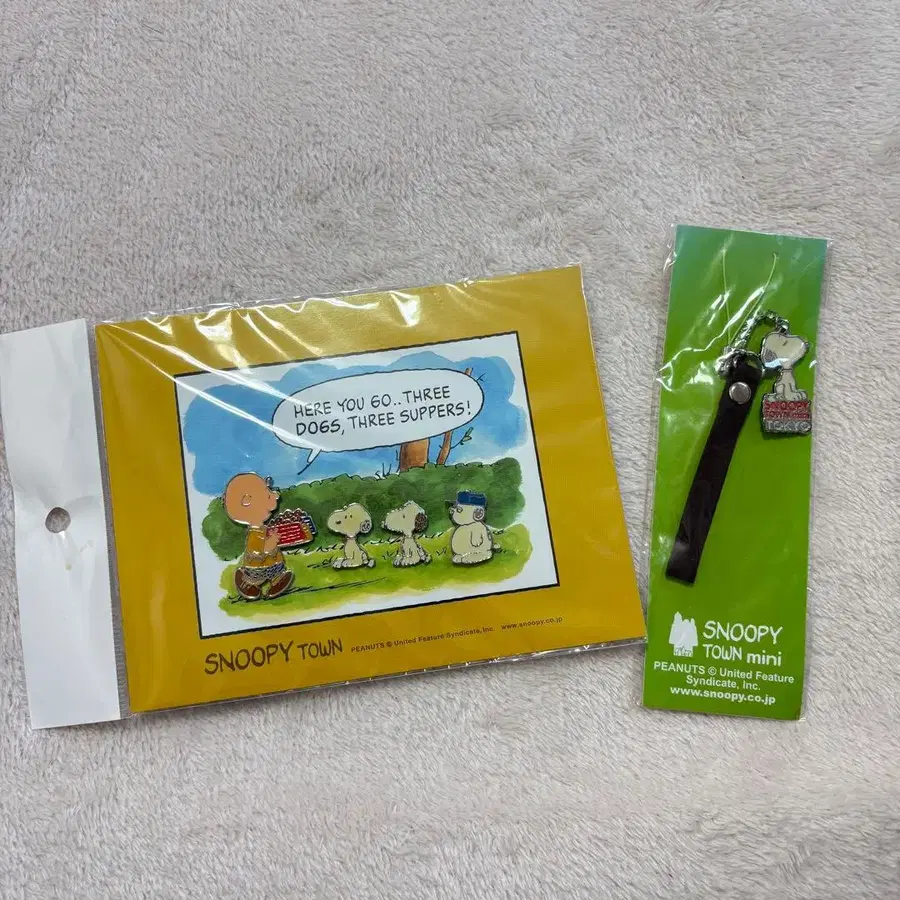 HERE YOU GO..THREE
DOGS, THREE SUPPERS!
SNOOPY TOWN
PEANUTS © United Feature Syndicate, Inc. www.snoopy.co.jp
SNOOPY
TOKYO
SNOOPY
TOWN mini
PEANUTS © United Feature
Syndicate, Inc.
www.snoopy.co.jp